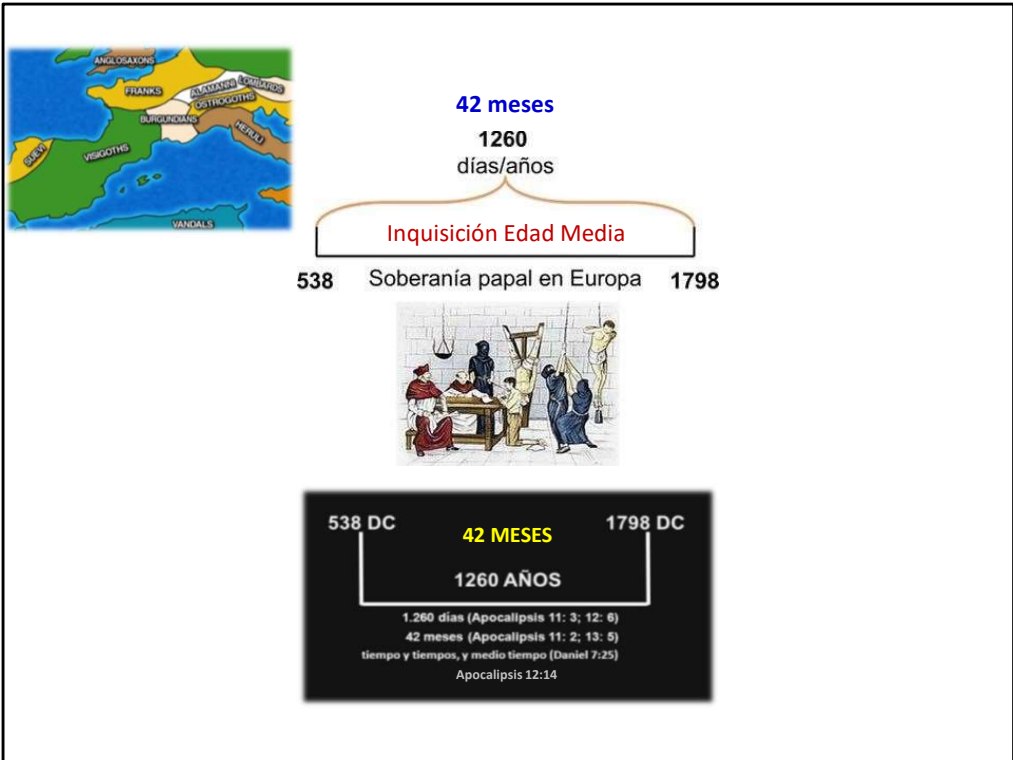 ANGLOSAXONS
FRANKS
ALAMANNI
LOMBARDS
OSTROGOTHS
BURGUNDIANS
HERULI
SUEVI
VISIGOTHS
VANDALS
42 meses
1260
días/años
Inquisición Edad Media
538 Soberanía papal en Europa 1798
538 DC 42 MESES 1798 DC
1260 AÑOS
1.260 días (Apocalipsis 11: 3; 12: 6)
42 meses (Apocalipsis 11: 2; 13: 5)
tiempo y tiempos, y medio tiempo (Daniel 7:25)
Apocalipsis 12:14